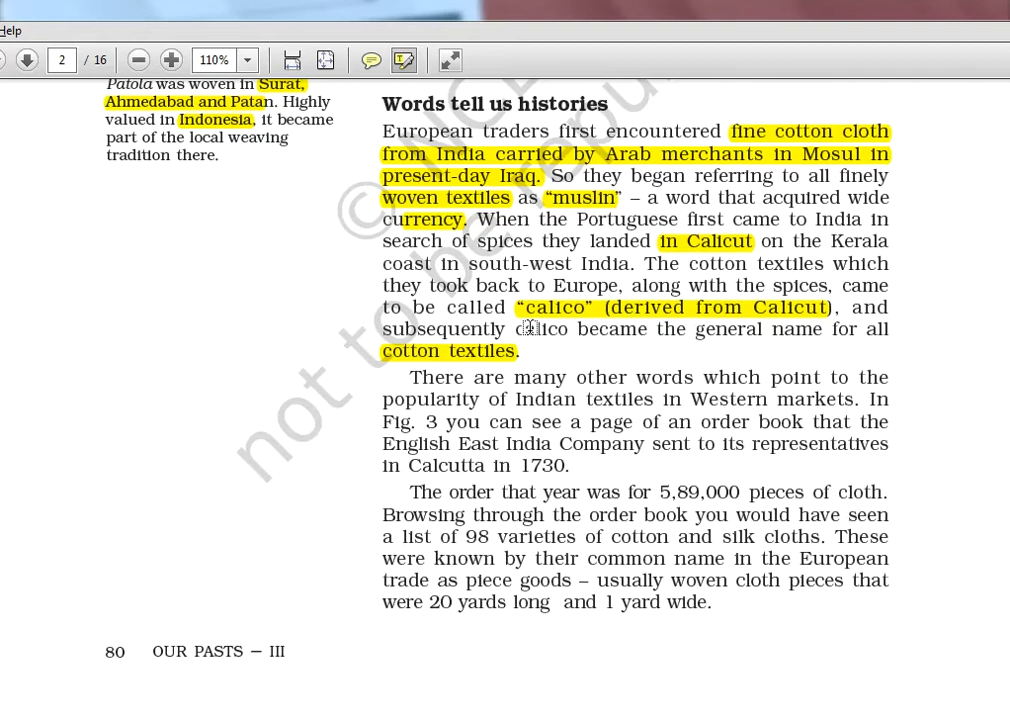 Help
2 / 16
110%
Patola was woven in Surat,
Ahmedabad and Patan. Highly
valued in Indonesia, it became
part of the local weaving
tradition there.
Words tell us histories
European traders first encountered fine cotton cloth
from India carried by Arab merchants in Mosul in
present-day Iraq. So they began referring to all finely
woven textiles as “muslin” – a word that acquired wide
currency. When the Portuguese first came to India in
search of spices they landed in Calicut on the Kerala
coast in south-west India. The cotton textiles which
they took back to Europe, along with the spices, came
to be called “calico” (derived from Calicut), and
subsequently calico became the general name for all
cotton textiles.
There are many other words which point to the
popularity of Indian textiles in Western markets. In
Fig. 3 you can see a page of an order book that the
English East India Company sent to its representatives
in Calcutta in 1730.
The order that year was for 5,89,000 pieces of cloth.
Browsing through the order book you would have seen
a list of 98 varieties of cotton and silk cloths. These
were known by their common name in the European
trade as piece goods – usually woven cloth pieces that
were 20 yards long and 1 yard wide.
80 OUR PASTS – III
© NC
not to be repu